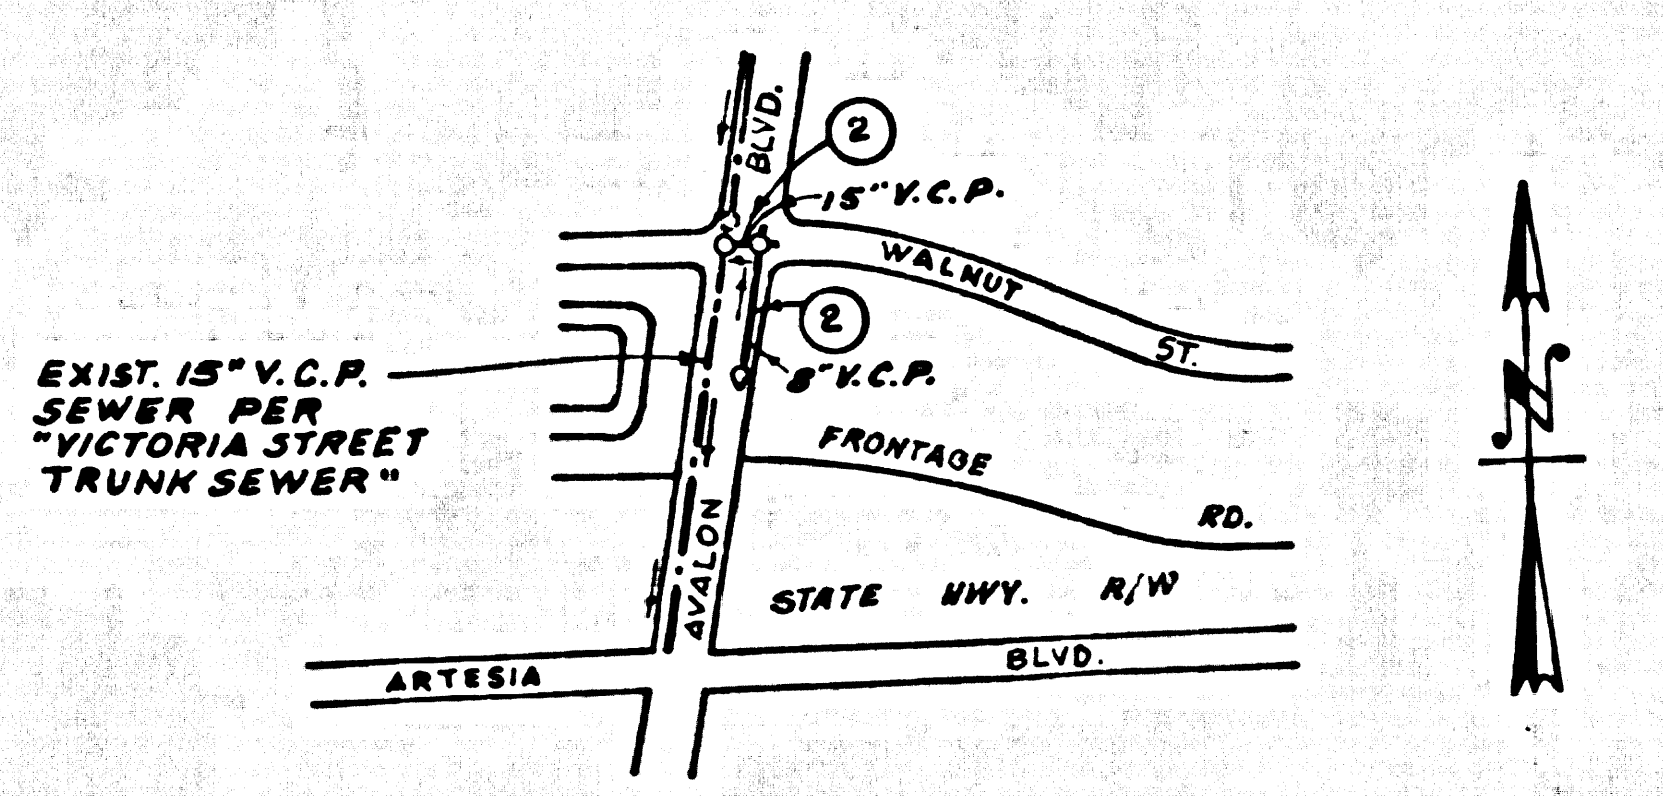 BLVD.
2
15" V.C.P.
WALNUT
ST.
2
8" V.C.P.
EXIST. 15" V.C.P.
SEWER PER
"VICTORIA STREET
TRUNK SEWER"
FRONTAGE
RD.
AVALON
STATE HWY. R/W
ARTESIA BLVD.
N